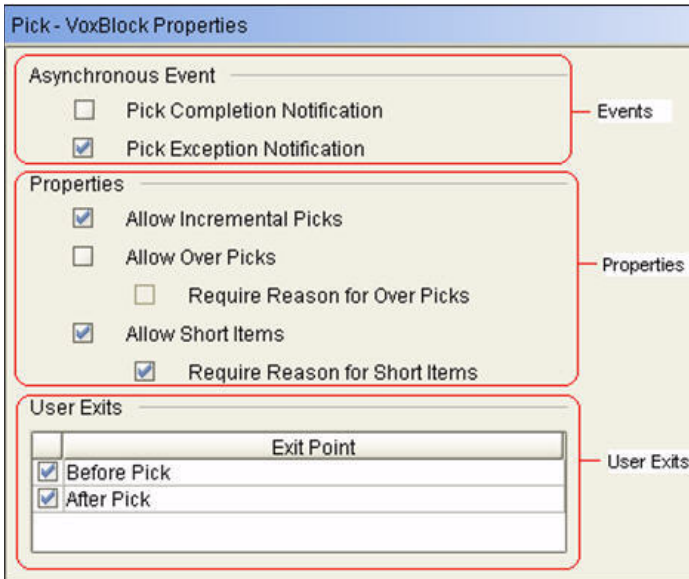 Pick - VoxBlock Properties
Asynchronous Event
Pick Completion Notification
Events
Pick Exception Notification
Properties
Allow Incremental Picks
Allow Over Picks
Properties
Require Reason for Over Picks
Allow Short Items
Require Reason for Short Items
User Exits
Exit Point
Before Pick
User Exits
After Pick